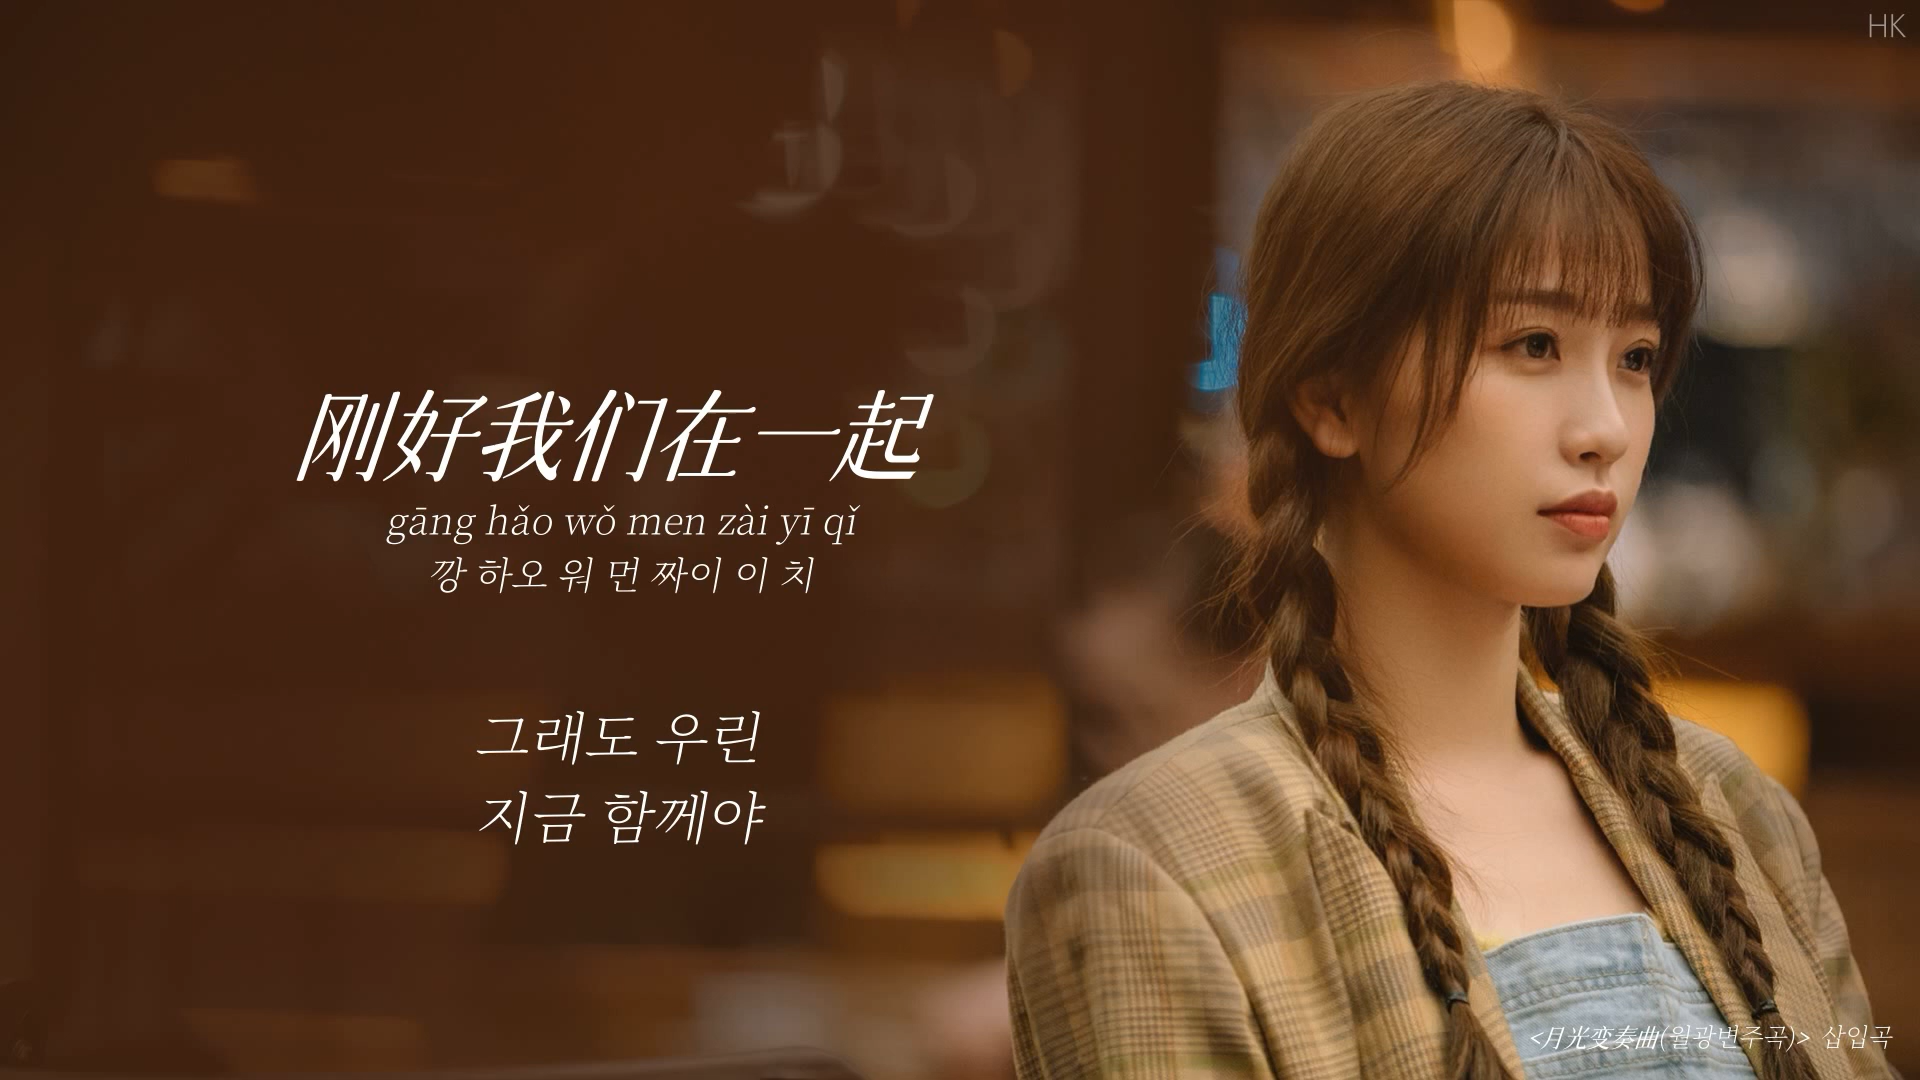 HK
刚好我们在一起
gāng hǎo wǒ men zài yī qǐ
깡 하오 워 먼 짜이 이 치
그래도 우린
지금 함께야
<月光变奏曲(월광변주곡)> 삽입곡